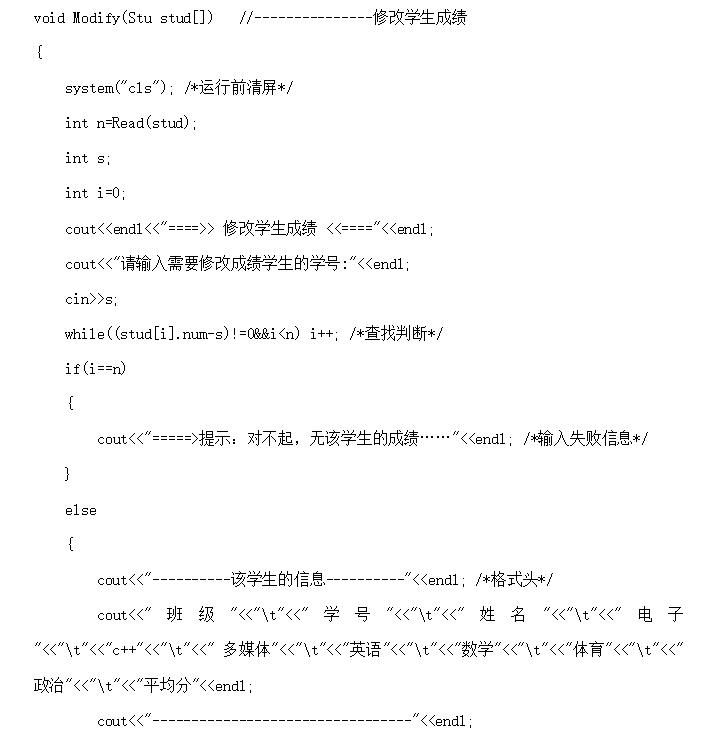 void Modify(Stu stud[])   //---------------修改学生成绩
{
system("cls"); /*运行前清屏*/
int n=Read(stud);
int s;
int i=0;
cout<<endl<<"====>> 修改学生成绩 <<===="<<endl;
cout<<"请输入需要修改成绩学生的学号:"<<endl;
cin>>s;
while((stud[i].num-s)!=0&&i<n) i++; /*查找判断*/
if(i==n)
{
cout<<"=====>提示：对不起，无该学生的成绩……"<<endl; /*输入失败信息*/
}
else
{
cout<<"----------该学生的信息----------"<<endl; /*格式头*/
cout<<" 班 级 "<<"\t"<<" 学 号 "<<"\t"<<" 姓 名 "<<"\t"<<" 电 子
"<<"\t"<<"c++"<<"\t"<<" 多媒体"<<"\t"<<"英语"<<"\t"<<"数学"<<"\t"<<"体育"<<"\t"<<"
政治"<<"\t"<<"平均分"<<endl;
cout<<"---------------------------------"<<endl;